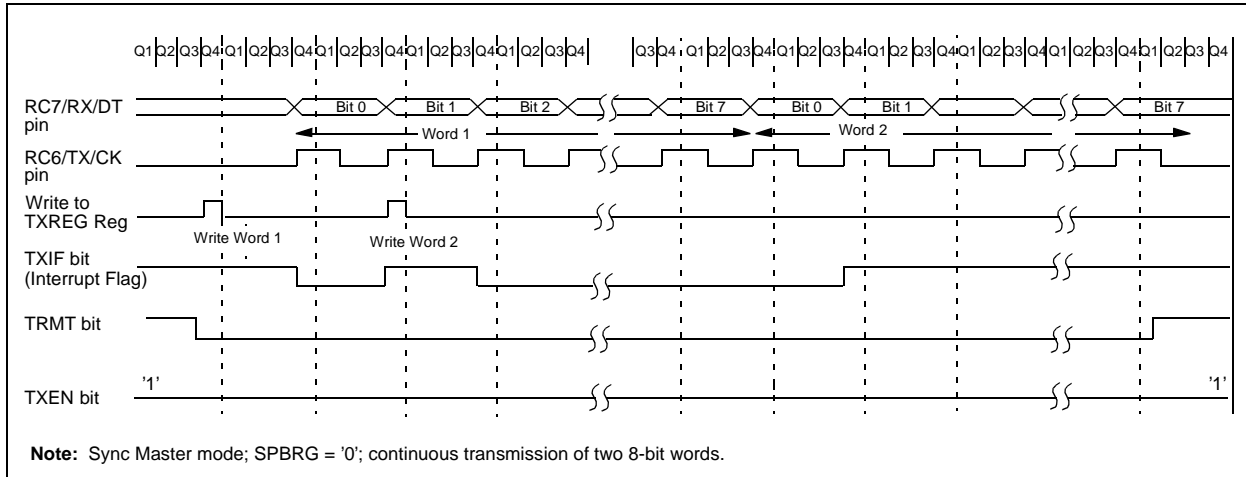 Q1 Q2 Q3 Q4 Q1 Q2 Q3 Q4 Q1 Q2 Q3 Q4 Q1 Q2 Q3 Q4 Q1 Q2 Q3 Q4 Q3 Q4 Q1 Q2 Q3 Q4 Q1 Q2 Q3 Q4 Q1 Q2 Q3 Q4 Q1 Q2 Q3 Q4 Q1 Q2 Q3 Q4 Q1 Q2 Q3 Q4
RC7/RX/DT
pin
Bit 0 Bit 1 Bit 2 Bit 7 Bit 0 Bit 1 Bit 7
Word 1 Word 2
RC6/TX/CK
pin
Write to
TXREG Reg
Write Word 1 Write Word 2
TXIF bit
(Interrupt Flag)
TRMT bit
'1' '1'
TXEN bit
Note: Sync Master mode; SPBRG = '0'; continuous transmission of two 8-bit words.